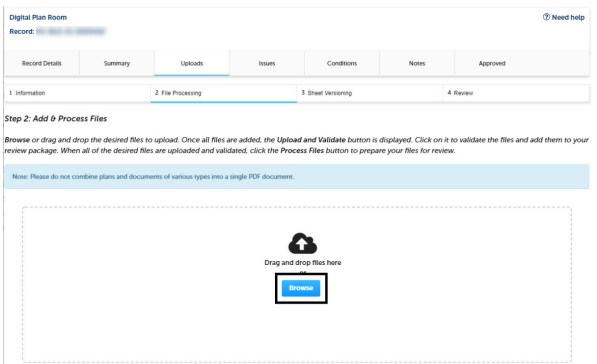 Digital Plan Room
Need help
Record:
Record Details Summary Uploads Issues Conditions Notes Approved
1 Information 2 File Processing 3 Sheet Versioning 4 Review
Step 2: Add & Process Files
Browse or drag and drop the desired files to upload. Once all files are added, the Upload and Validate button is displayed. Click on it to validate the files and add them to your
review package. When all of the desired files are uploaded and validated, click the Process Files button to prepare your files for review.
Note: Please do not combine plans and documents of various types into a single PDF document.
Drag and drop files here
or
Browse